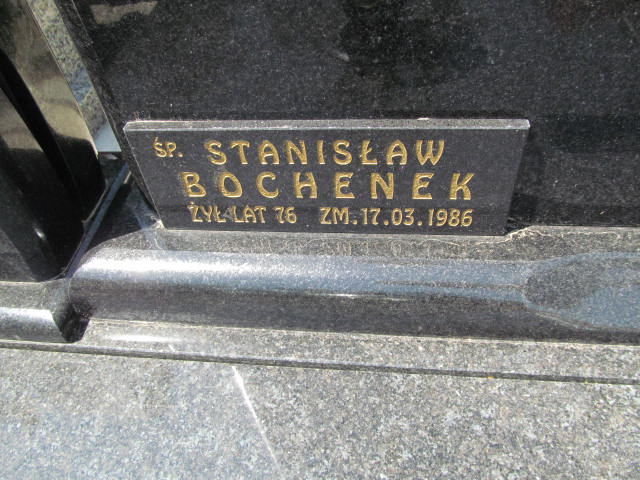 ŚP. STANISŁAW
BOCHENEK
ŻYŁ LAT 76 ZM. 17.03.1986